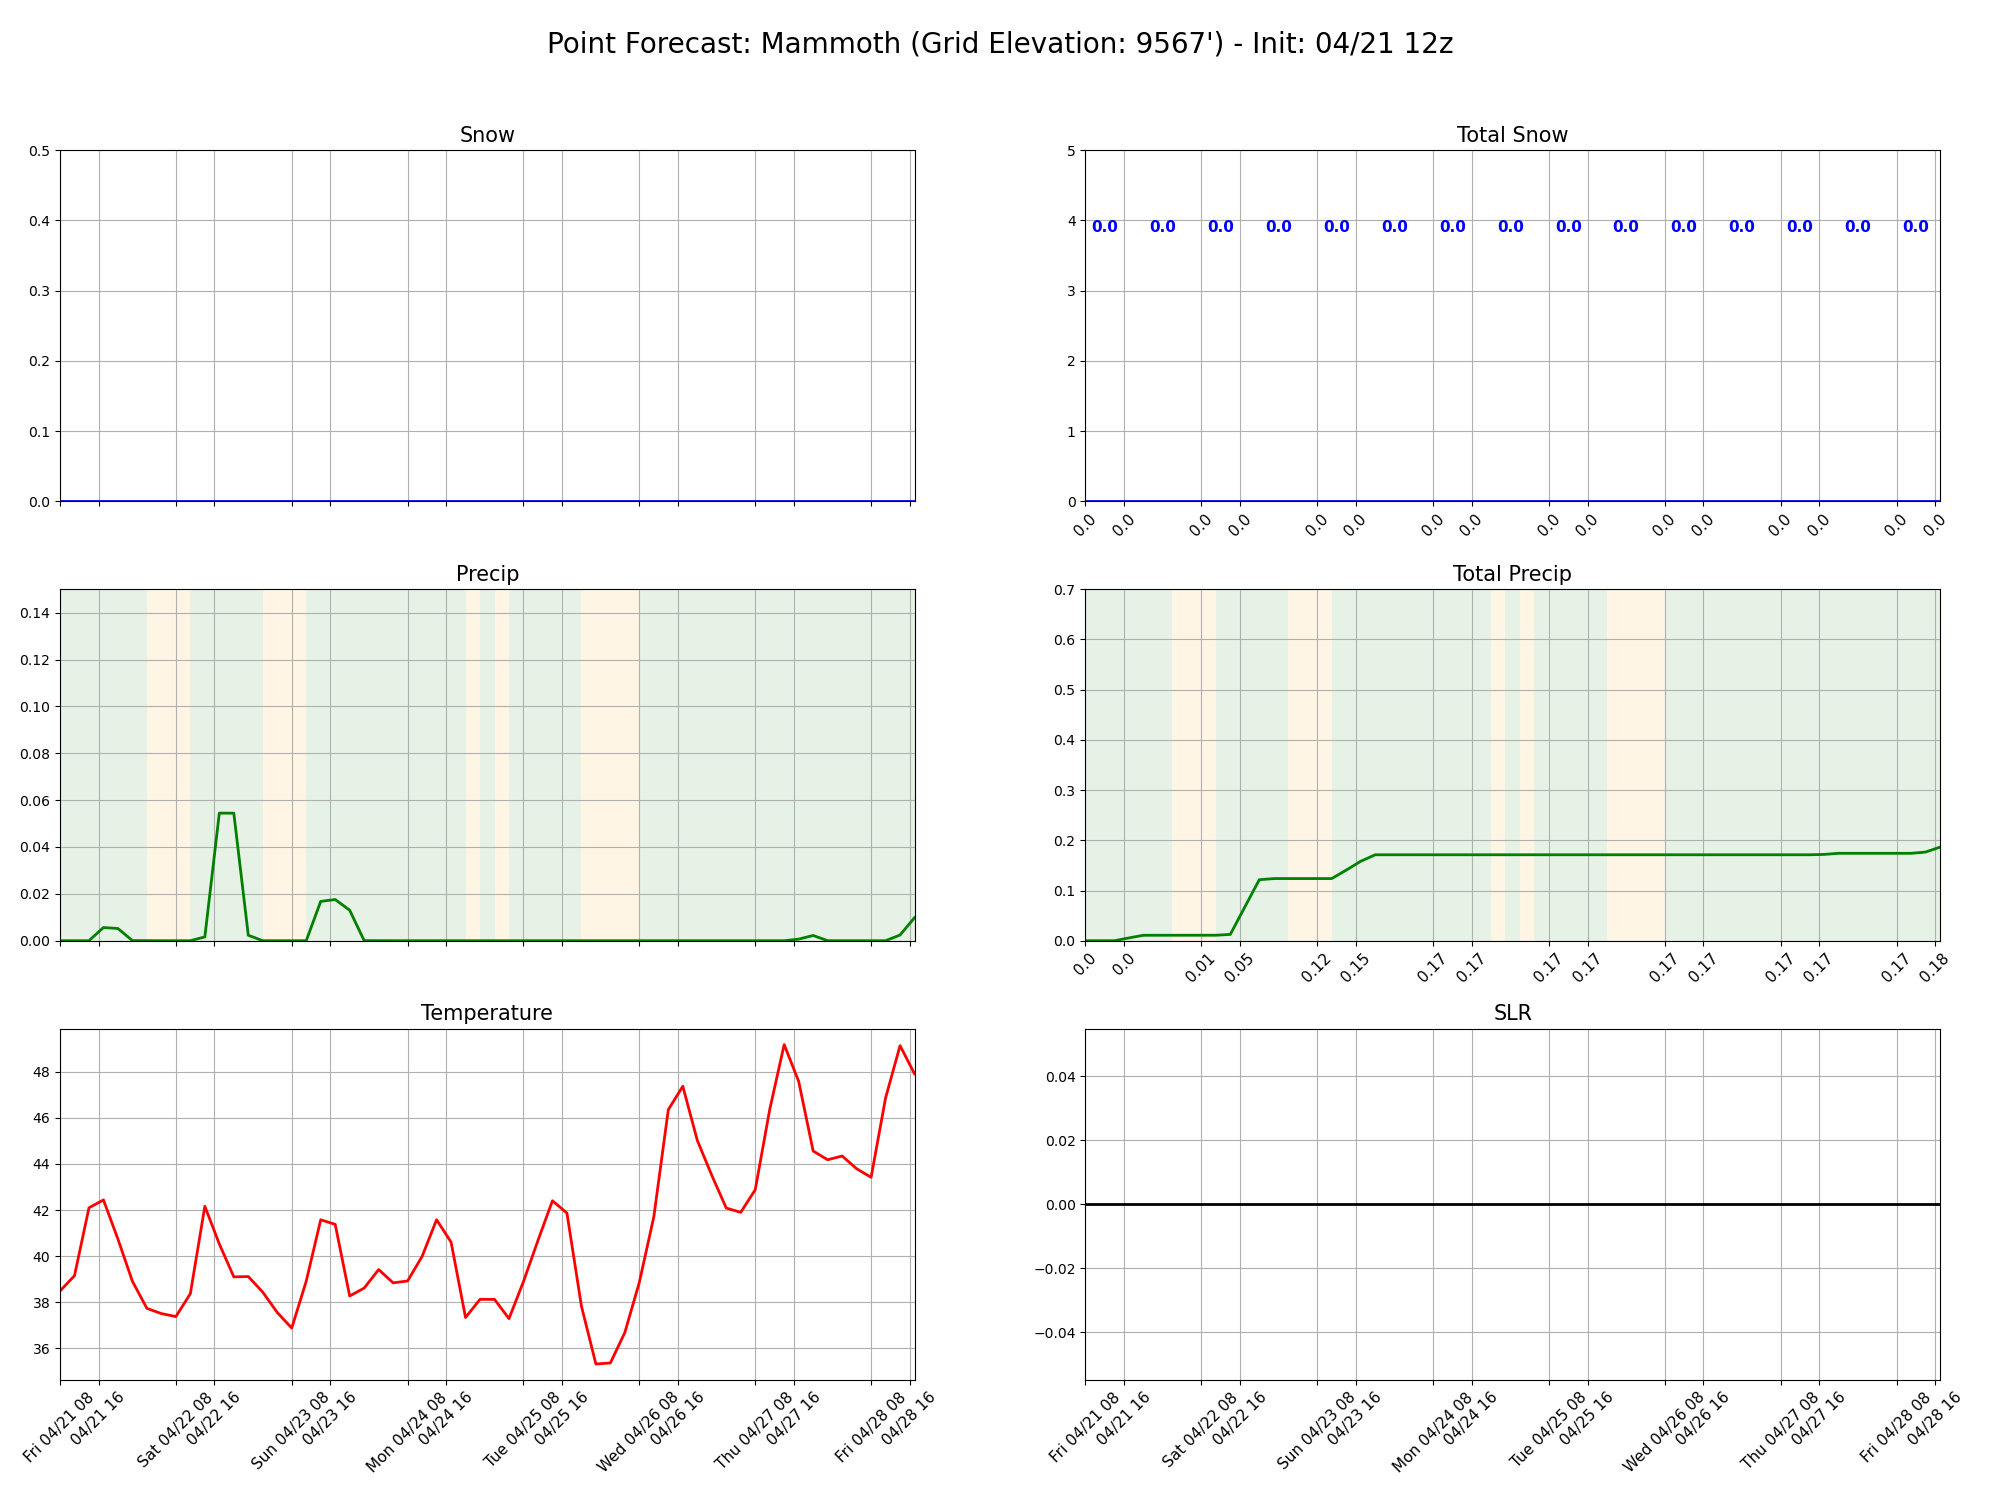 Point Forecast: Mammoth (Grid Elevation: 9567') - Init: 04/21 12z
Snow
0.5
0.4
0.3
0.2
0.1
0.0
Total Snow
5
4
3
2
1
0
0.0 0.0 0.0 0.0 0.0 0.0 0.0 0.0 0.0 0.0 0.0 0.0 0.0 0.0 0.0
0.0 0.0 0.0 0.0 0.0 0.0 0.0 0.0 0.0 0.0 0.0 0.0 0.0 0.0 0.0 0.0
Precip
0.14
0.12
0.10
0.08
0.06
0.04
0.02
0.00
Total Precip
0.7
0.6
0.5
0.4
0.3
0.2
0.1
0.0
0.0 0.0 0.01 0.05 0.12 0.15 0.17 0.17 0.17 0.17 0.17 0.17 0.17 0.17 0.17 0.18
Temperature
48
46
44
42
40
38
36
Fri 04/21 08
04/21 16
Sat 04/22 08
04/22 16
Sun 04/23 08
04/23 16
Mon 04/24 08
04/24 16
Tue 04/25 08
04/25 16
Wed 04/26 08
04/26 16
Thu 04/27 08
04/27 16
Fri 04/28 08
04/28 16
SLR
0.04
0.02
0.00
−0.02
−0.04
Fri 04/21 08
04/21 16
Sat 04/22 08
04/22 16
Sun 04/23 08
04/23 16
Mon 04/24 08
04/24 16
Tue 04/25 08
04/25 16
Wed 04/26 08
04/26 16
Thu 04/27 08
04/27 16
Fri 04/28 08
04/28 16